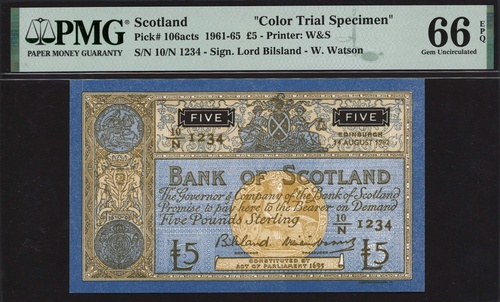 PMG
PAPER MONEY GUARANTY
Scotland "Color Trial Specimen"
Pick# 106acts 1961-65 £5 - Printer: W&S
S/N 10/N 1234 - Sign. Lord Bilsland - W. Watson
66 EPQ
Gem Uncirculated
FIVE FIVE
10/N 1234
EDINBURGH
BANK OF SCOTLAND
The Governor & Company of the Bank of Scotland
Promise to pay here to the Bearer on Demand
Five Pounds Sterling
10/N 1234
Bilsland
£5 £5
CONSTITUTED BY
ACT OF PARLIAMENT 1695